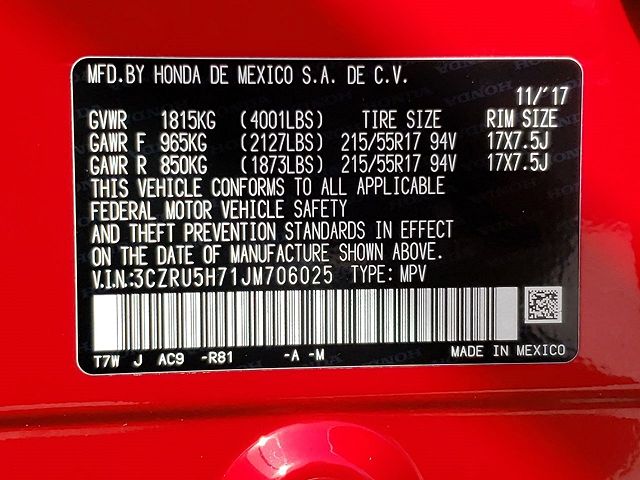 MFD.BY HONDA DE MEXICO S.A. DE C.V.
11/'17
GVWR 1815KG (4001LBS) TIRE SIZE RIM SIZE
GAWR F 965KG (2127LBS) 215/55R17 94V 17X7.5J
GAWR R 850KG (1873LBS) 215/55R17 94V 17X7.5J
THIS VEHICLE CONFORMS TO ALL APPLICABLE
FEDERAL MOTOR VEHICLE SAFETY
AND THEFT PREVENTION STANDARDS IN EFFECT
ON THE DATE OF MANUFACTURE SHOWN ABOVE.
V.I.N.:3CZRU5H71JM706025 TYPE: MPV
T7W J AC9 -R81 -A -M MADE IN MEXICO